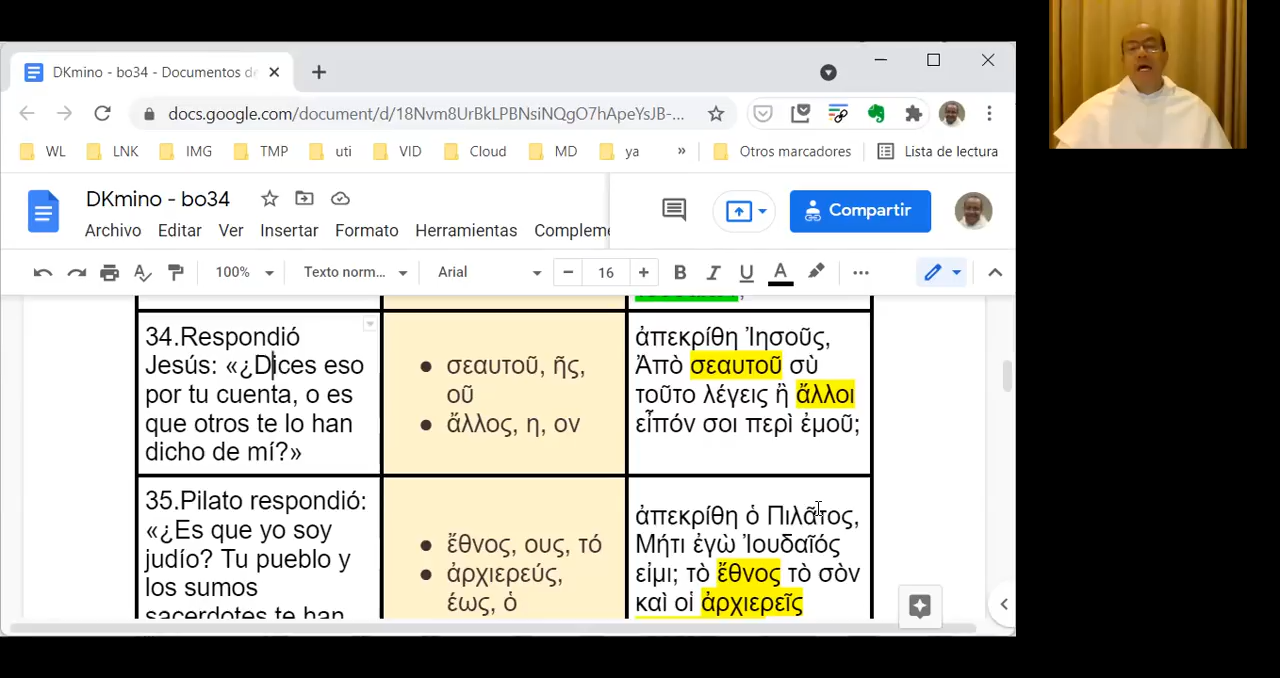 DKmino - bo34 - Documentos de
docs.google.com/document/d/18Nvm8UrBkLPBNsiNQgO7hApeYsJB-...
WL LNK IMG TMP uti VID Cloud MD ya » Otros marcadores Lista de lectura
DKmino - bo34
Compartir
Archivo Editar Ver Insertar Formato Herramientas Compleme
100% Texto norm... Arial 16 B I U A
34.Respondió
Jesús: «¿Dices eso
por tu cuenta, o es
que otros te lo han
dicho de mí?»
● σεαυτοῦ, ῆς,
οῦ
● ἄλλος, η, ον
ἀπεκρίθη Ἰησοῦς,
Ἀπὸ σεαυτοῦ σὺ
τοῦτο λέγεις ἢ ἄλλοι
εἶπόν σοι περὶ ἐμοῦ;
35.Pilato respondió:
«¿Es que yo soy
judío? Tu pueblo y
los sumos
sacerdotes te han
● ἔθνος, ους, τό
● ἀρχιερεύς,
έως, ὁ
ἀπεκρίθη ὁ Πιλᾶτος,
Μήτι ἐγὼ Ἰουδαῖός
εἰμι; τὸ ἔθνος τὸ σὸν
καὶ οἱ ἀρχιερεῖς